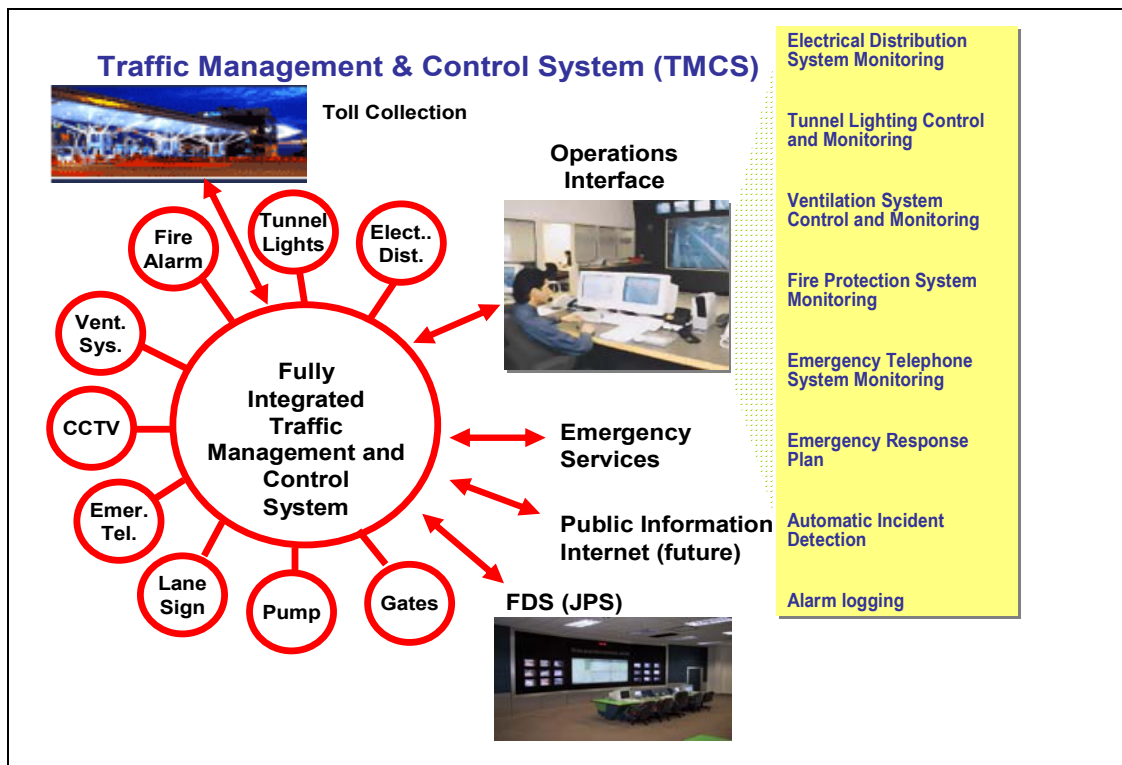 Traffic Management & Control System (TMCS)
Toll Collection
Operations
Interface
Tunnel
Lights
Elect..
Dist.
Fire
Alarm
Vent.
Sys.
CCTV
Emer.
Tel.
Lane
Sign
Pump
Gates
Fully
Integrated
Traffic
Management and
Control
System
Emergency
Services
Public Information
Internet (future)
FDS (JPS)
Electrical Distribution
System Monitoring
Tunnel Lighting Control
and Monitoring
Ventilation System
Control and Monitoring
Fire Protection System
Monitoring
Emergency Telephone
System Monitoring
Emergency Response
Plan
Automatic Incident
Detection
Alarm logging